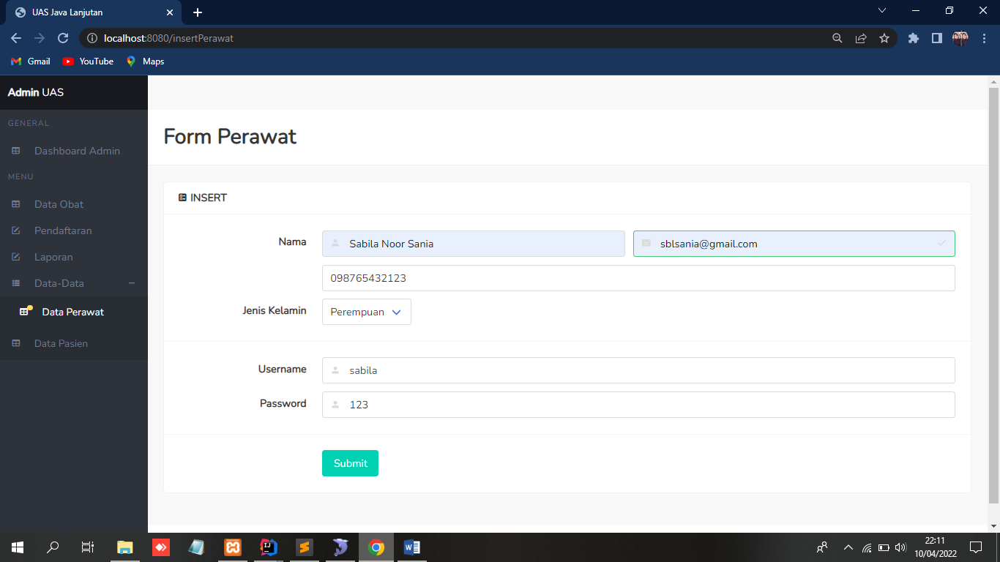 UAS Java Lanjutan
localhost:8080/insertPerawat
Gmail YouTube Maps
Admin UAS
GENERAL
Dashboard Admin
MENU
Data Obat
Pendaftaran
Laporan
Data-Data
Data Perawat
Data Pasien
Form Perawat
INSERT
Nama Sabila Noor Sania sblsania@gmail.com
098765432123
Jenis Kelamin Perempuan
Username sabila
Password 123
Submit
22:11
10/04/2022